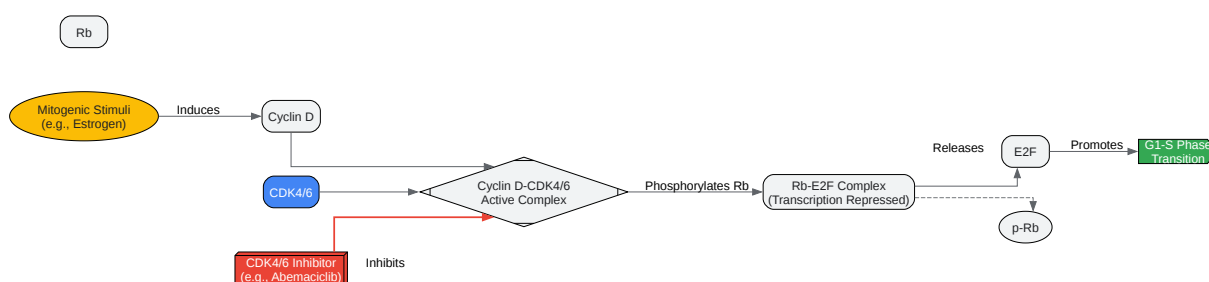 Rb
Mitogenic Stimuli
(e.g., Estrogen)
Induces
Cyclin D
CDK4/6
Cyclin D-CDK4/6
Active Complex
CDK4/6 Inhibitor
(e.g., Abemaciclib)
Inhibits
Phosphorylates Rb
Rb-E2F Complex
(Transcription Repressed)
Releases
E2F
Promotes
G1-S Phase
Transition
p-Rb